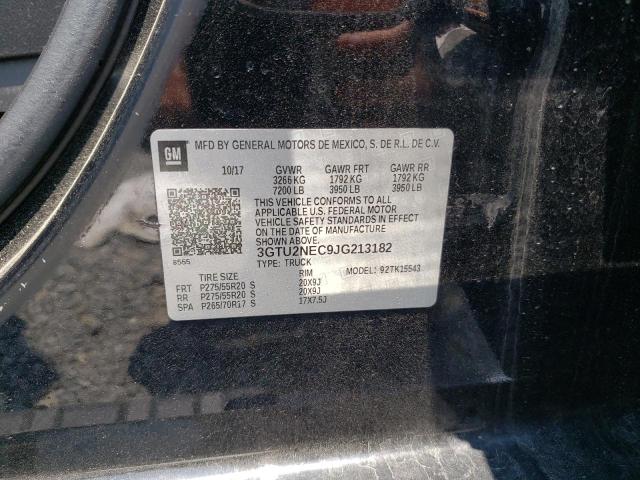 MFD BY GENERAL MOTORS DE MEXICO, S. DE R.L. DE C.V.
GM
10/17 GVWR GAWR FRT GAWR RR
3266 KG 1792 KG 1792 KG
7200 LB 3950 LB 3950 LB
THIS VEHICLE CONFORMS TO ALL
APPLICABLE U.S. FEDERAL MOTOR
VEHICLE SAFETY STANDARDS IN EFFECT
ON THE DATE OF MANUFACTURE SHOWN ABOVE.
3GTU2NEC9JG213182
8555 TYPE: TRUCK
TIRE SIZE RIM MODEL: 92TK15543
FRT P275/55R20 S 20X9J
RR P275/55R20 S 20X9J
SPA P265/70R17 S 17X7.5J